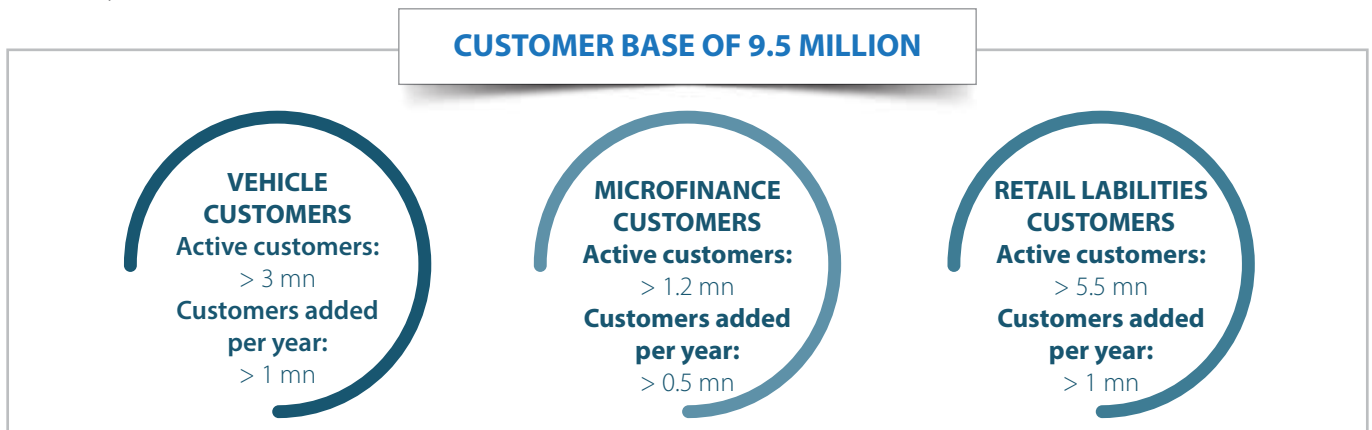 CUSTOMER BASE OF 9.5 MILLION
VEHICLE
CUSTOMERS
Active customers:
> 3 mn
Customers added
per year:
> 1 mn
MICROFINANCE
CUSTOMERS
Active customers:
> 1.2 mn
Customers added
per year:
> 0.5 mn
RETAIL LABILITIES
CUSTOMERS
Active customers:
> 5.5 mn
Customers added
per year:
> 1 mn